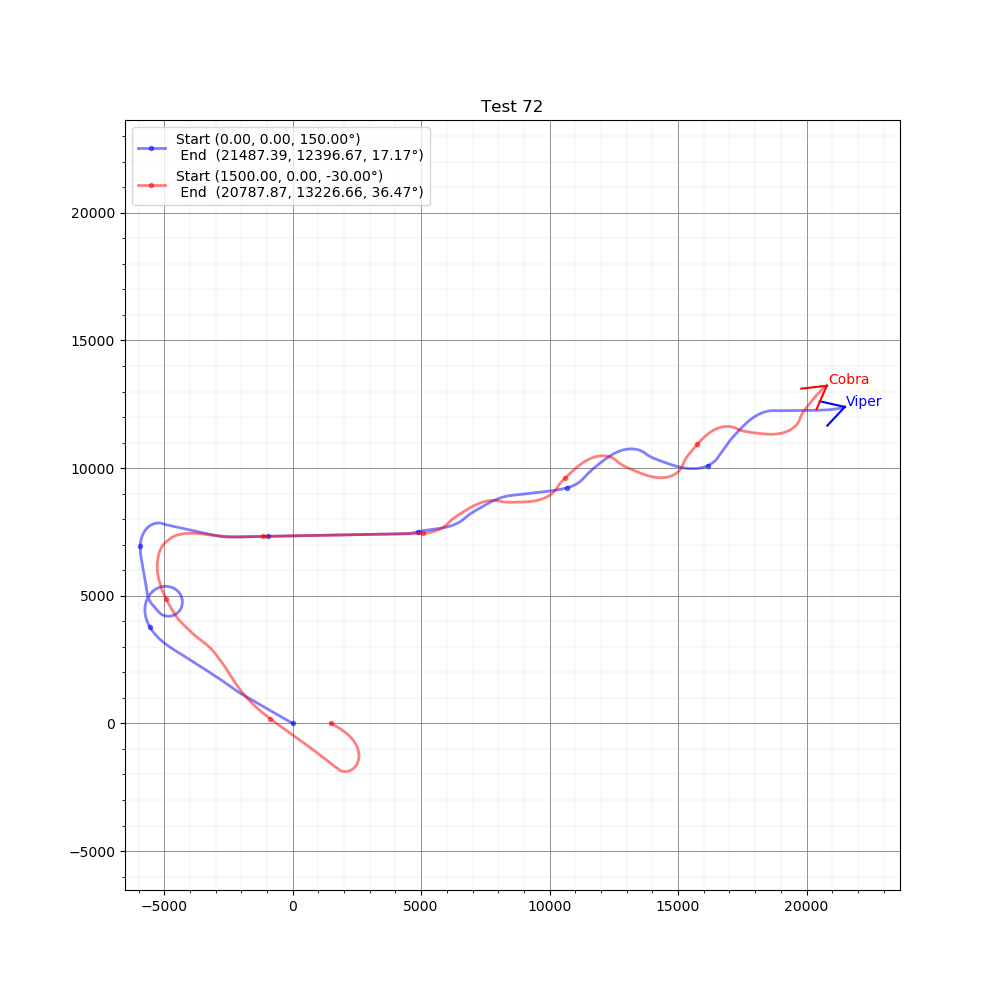 Test 72
Start (0.00, 0.00, 150.00°)
End  (21487.39, 12396.67, 17.17°)
Start (1500.00, 0.00, -30.00°)
End  (20787.87, 13226.66, 36.47°)
20000
15000
10000
5000
0
−5000
Cobra
Viper
−5000 0 5000 10000 15000 20000